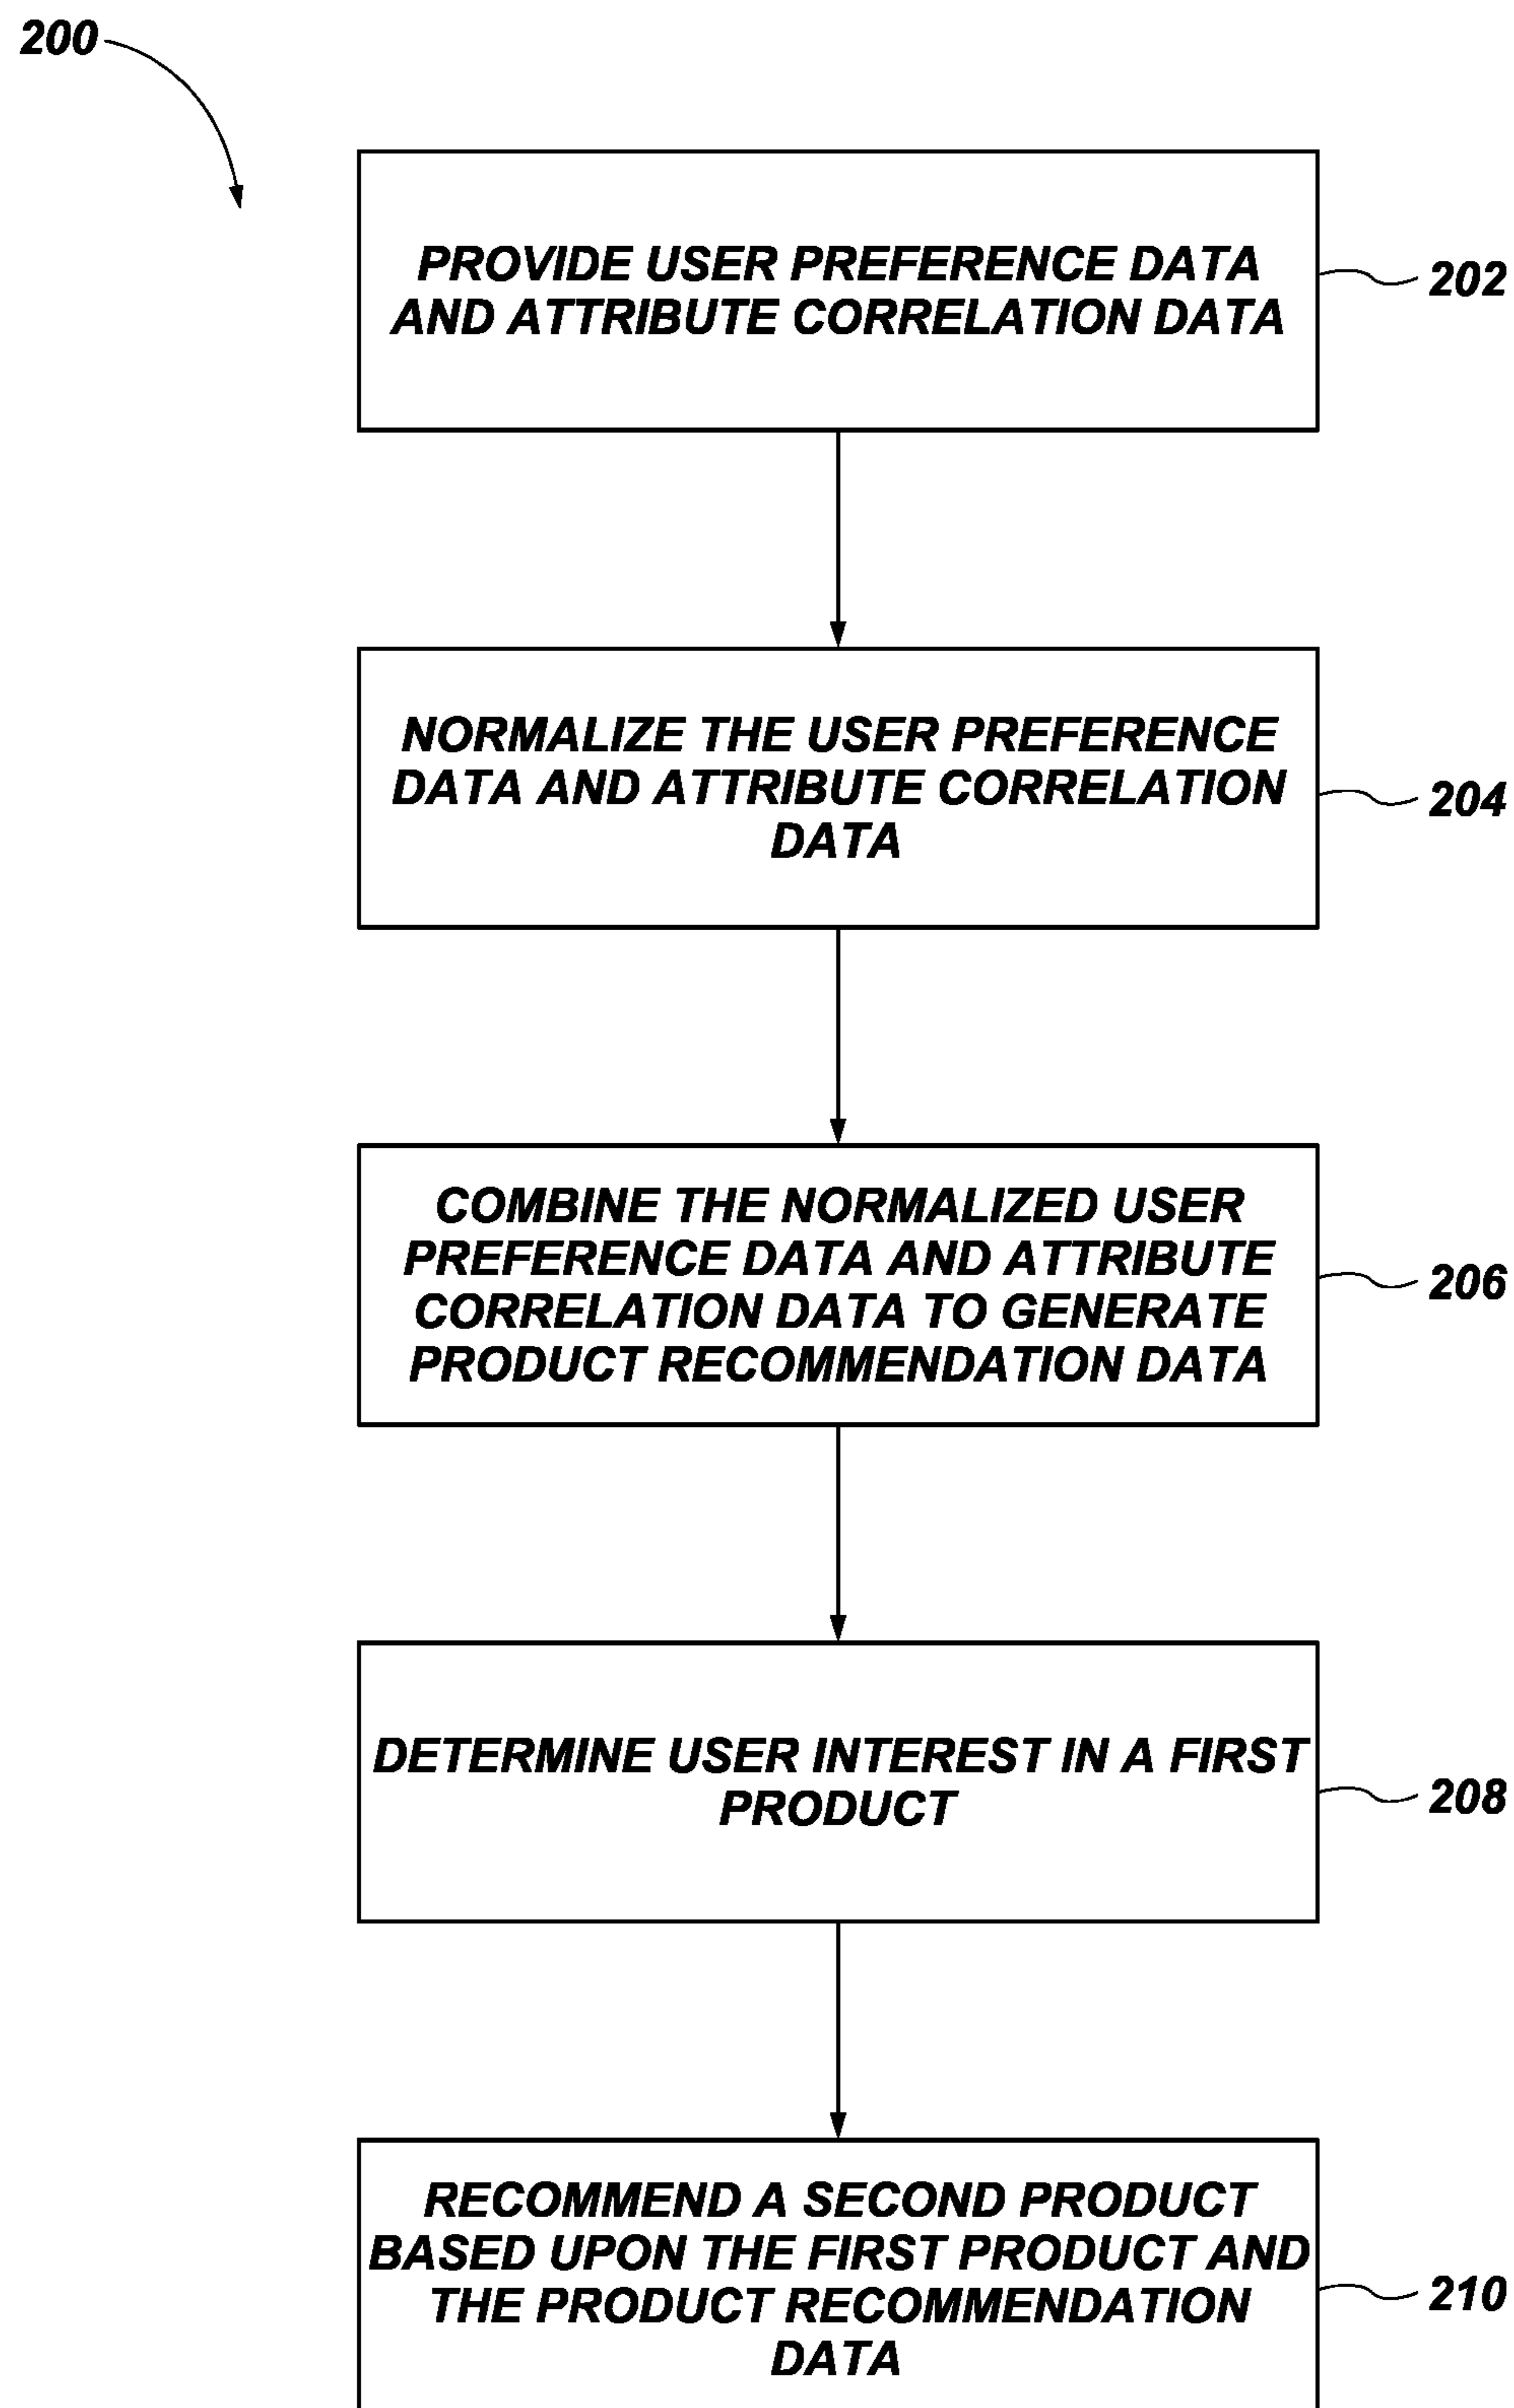 200
PROVIDE USER PREFERENCE DATA
AND ATTRIBUTE CORRELATION DATA
202
NORMALIZE THE USER PREFERENCE
DATA AND ATTRIBUTE CORRELATION
DATA
204
COMBINE THE NORMALIZED USER
PREFERENCE DATA AND ATTRIBUTE
CORRELATION DATA TO GENERATE
PRODUCT RECOMMENDATION DATA
206
DETERMINE USER INTEREST IN A FIRST
PRODUCT
208
RECOMMEND A SECOND PRODUCT
BASED UPON THE FIRST PRODUCT AND
THE PRODUCT RECOMMENDATION
DATA
210